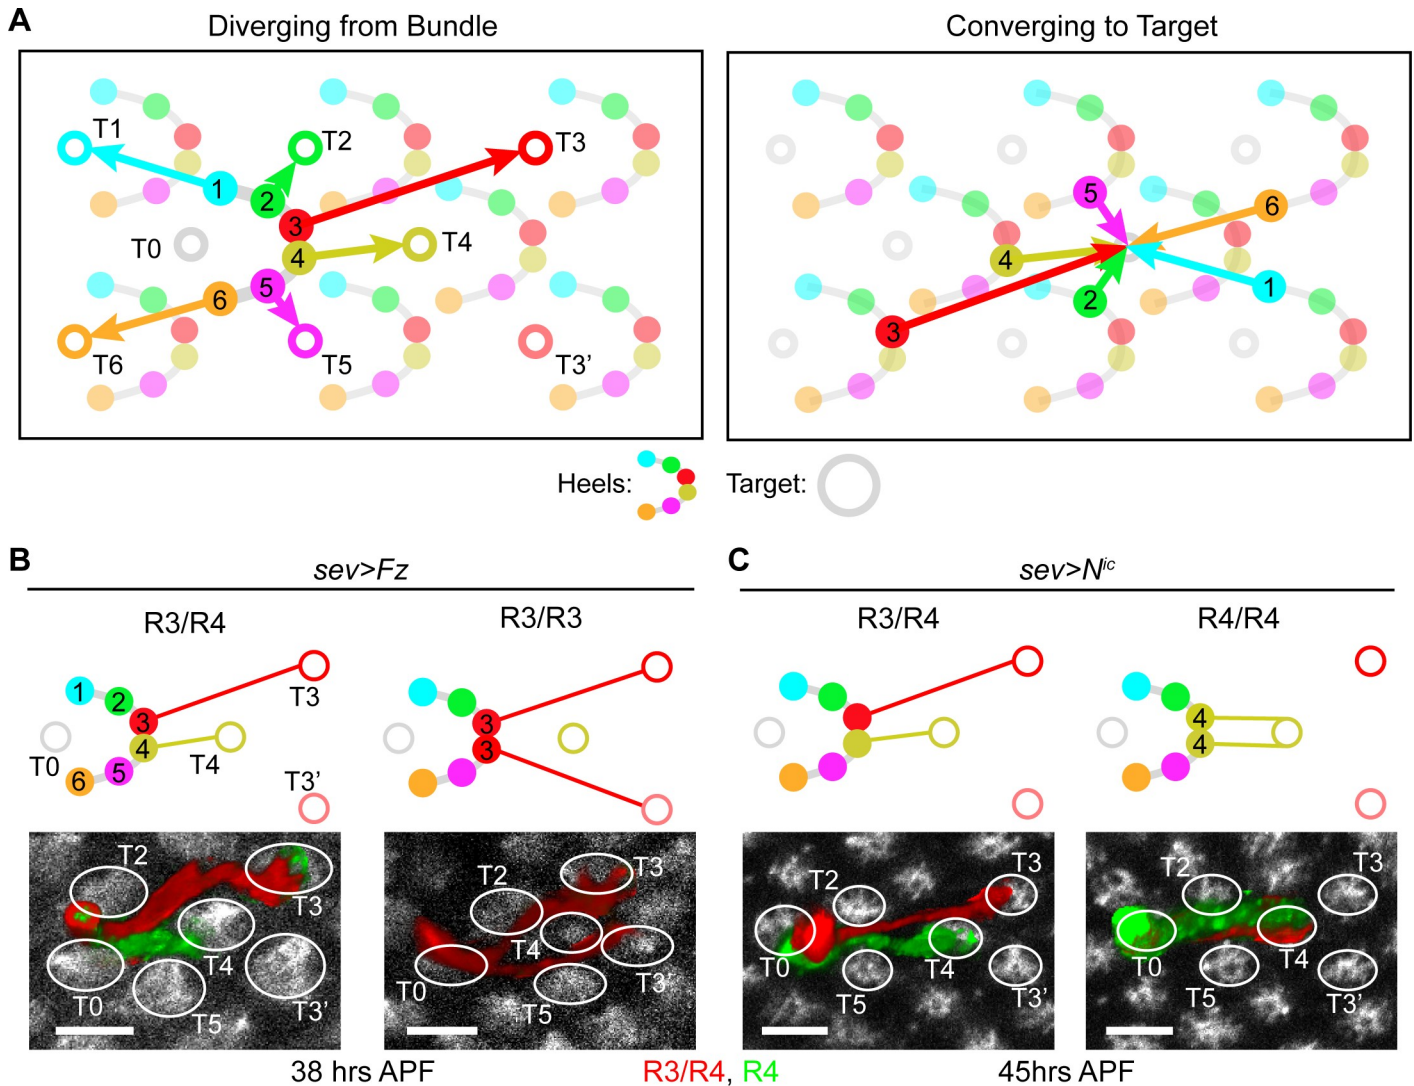 A
Diverging from Bundle
Converging to Target
T1
T2
T3
1
2
3
T0
4
T4
5
6
T6
T5
T3'
5
6
4
1
2
3
Heels:
Target:
B
sev>Fz
C
sev>N^ic
R3/R4
R3/R3
R3/R4
R4/R4
1
2
3
T3
4
T4
T0
6
5
T3'
3
3
4
4
T2
T3
T4
T0
T5
T3'
T2
T3
T4
T0
T3'
T5
T2
T3
T0
T4
T5
T3'
T2
T3
T0
T4
T5
T3'
38 hrs APF
R3/R4, R4
45hrs APF